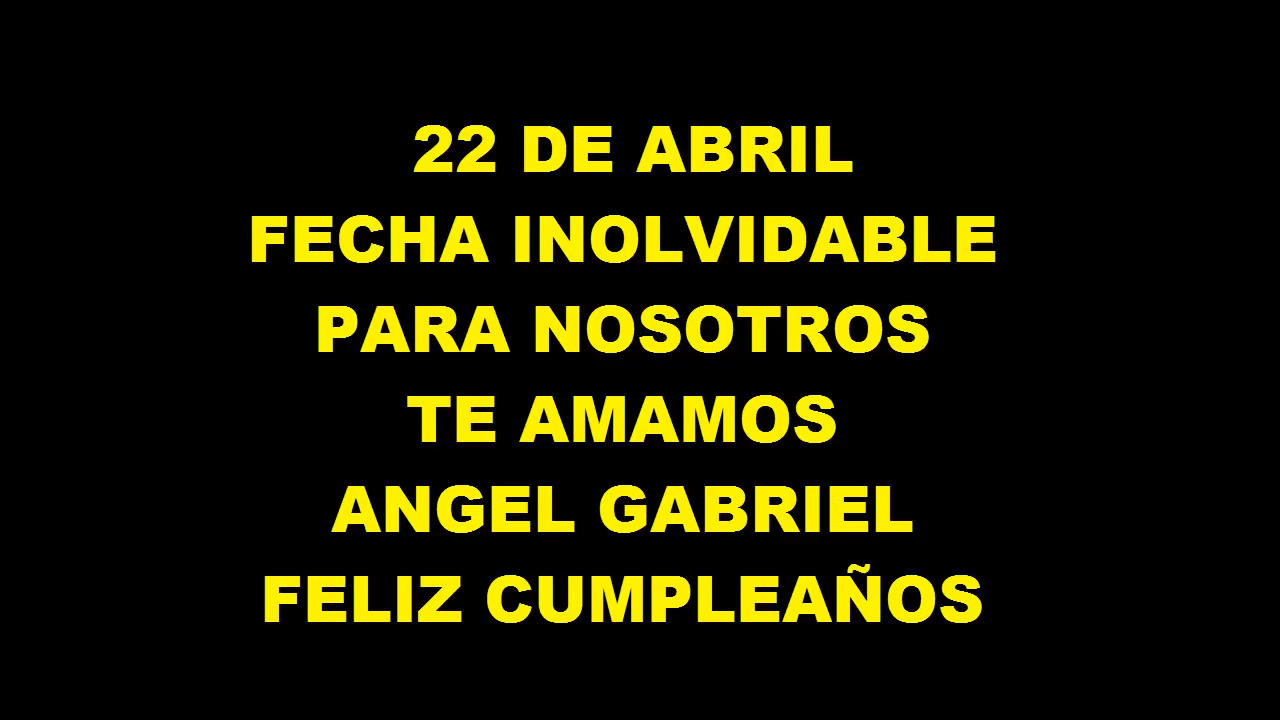 22 DE ABRIL
FECHA INOLVIDABLE
PARA NOSOTROS
TE AMAMOS
ANGEL GABRIEL
FELIZ CUMPLEAÑOS